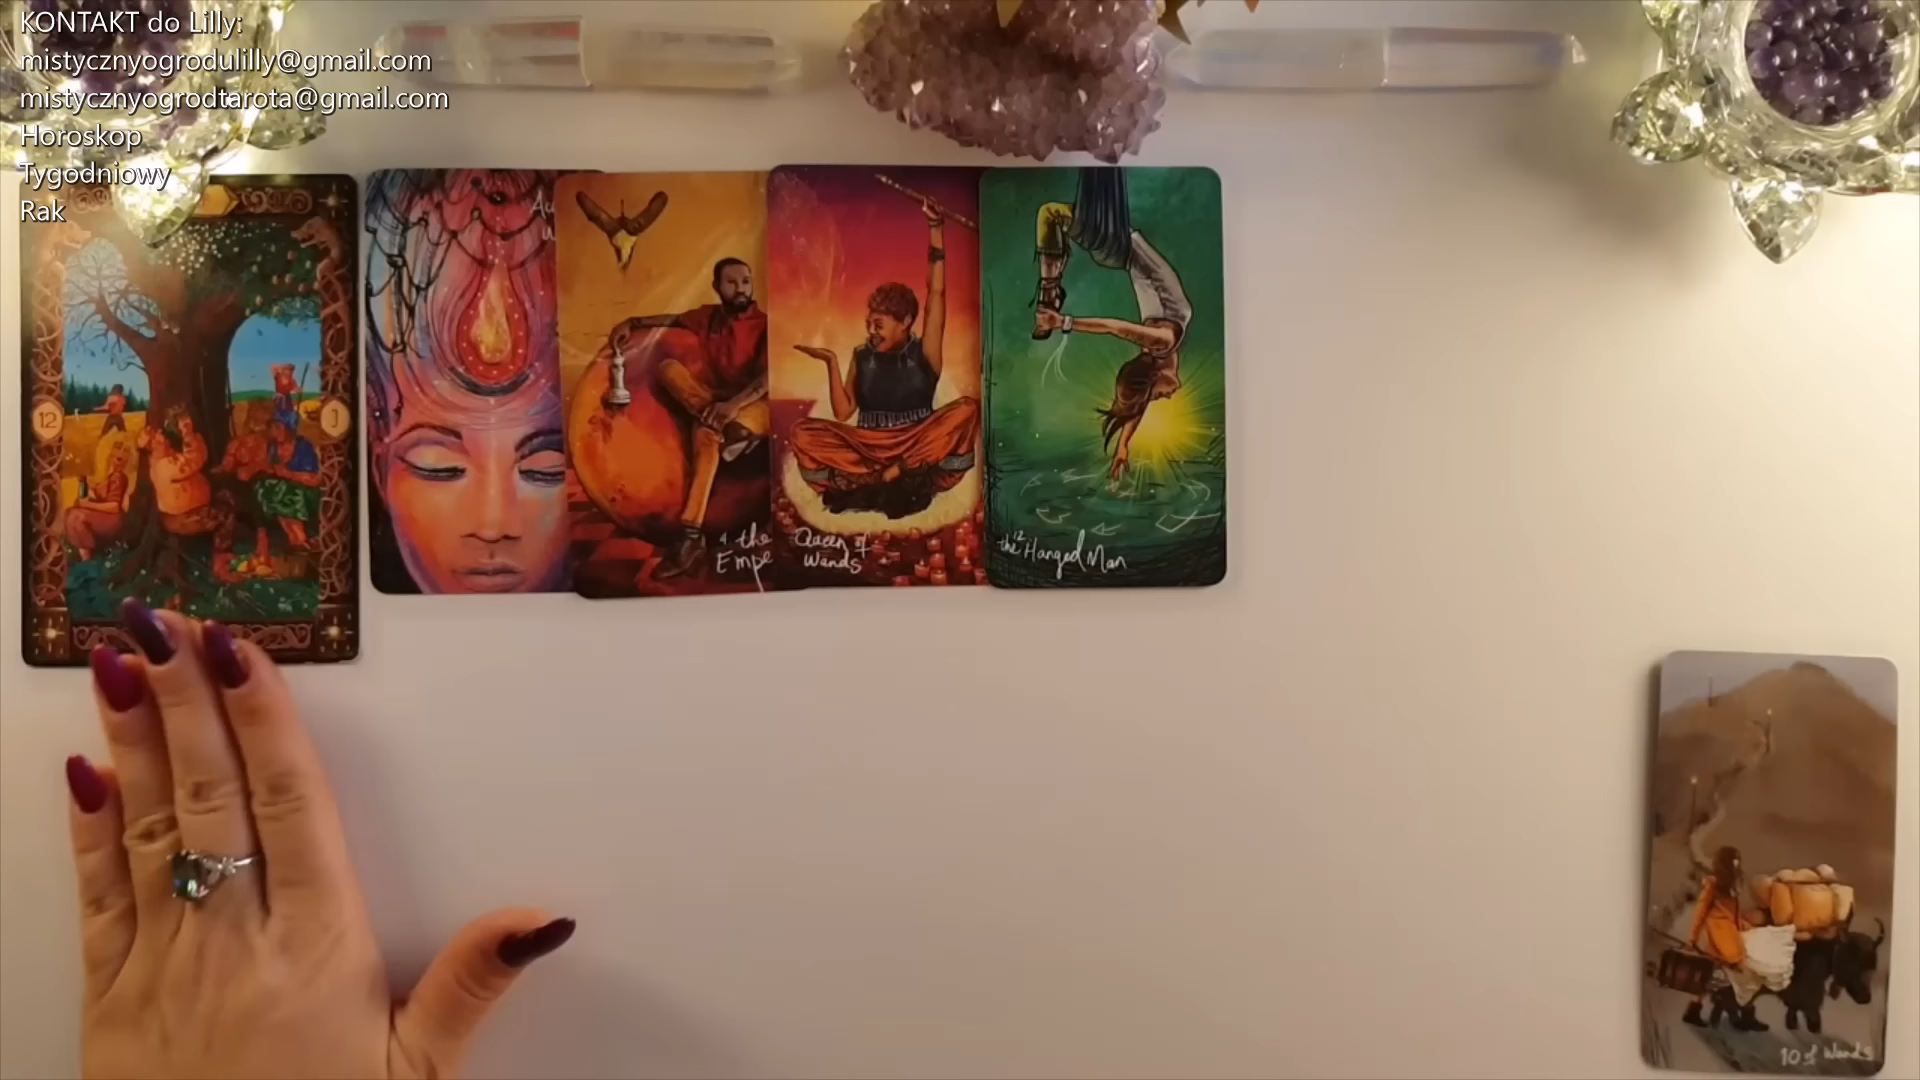 KONTAKT do Lilly:
mistycznyogrodulilly@gmail.com
mistycznyogrodtarota@gmail.com
Horoskop
Tygodniowy
Rak
12
J
4 the
Empe
Queen of
Wands
the 12 Hanged Man
10 of Wands